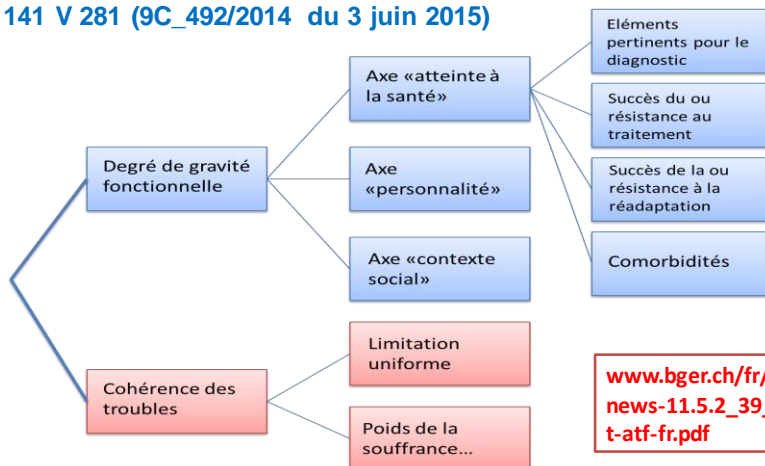 141 V 281 (9C_492/2014 du 3 juin 2015)
Degré de gravité
fonctionnelle
Cohérence des
troubles
Axe «atteinte à
la santé»
Axe
«personnalité»
Axe «contexte
social»
Limitation
uniforme
Poids de la
souffrance...
Eléments
pertinents pour le
diagnostic
Succès du ou
résistance au
traitement
Succès de la ou
résistance à la
réadaptation
Comorbidités
www.bger.ch/fr/
news-11.5.2_39_
t-atf-fr.pdf